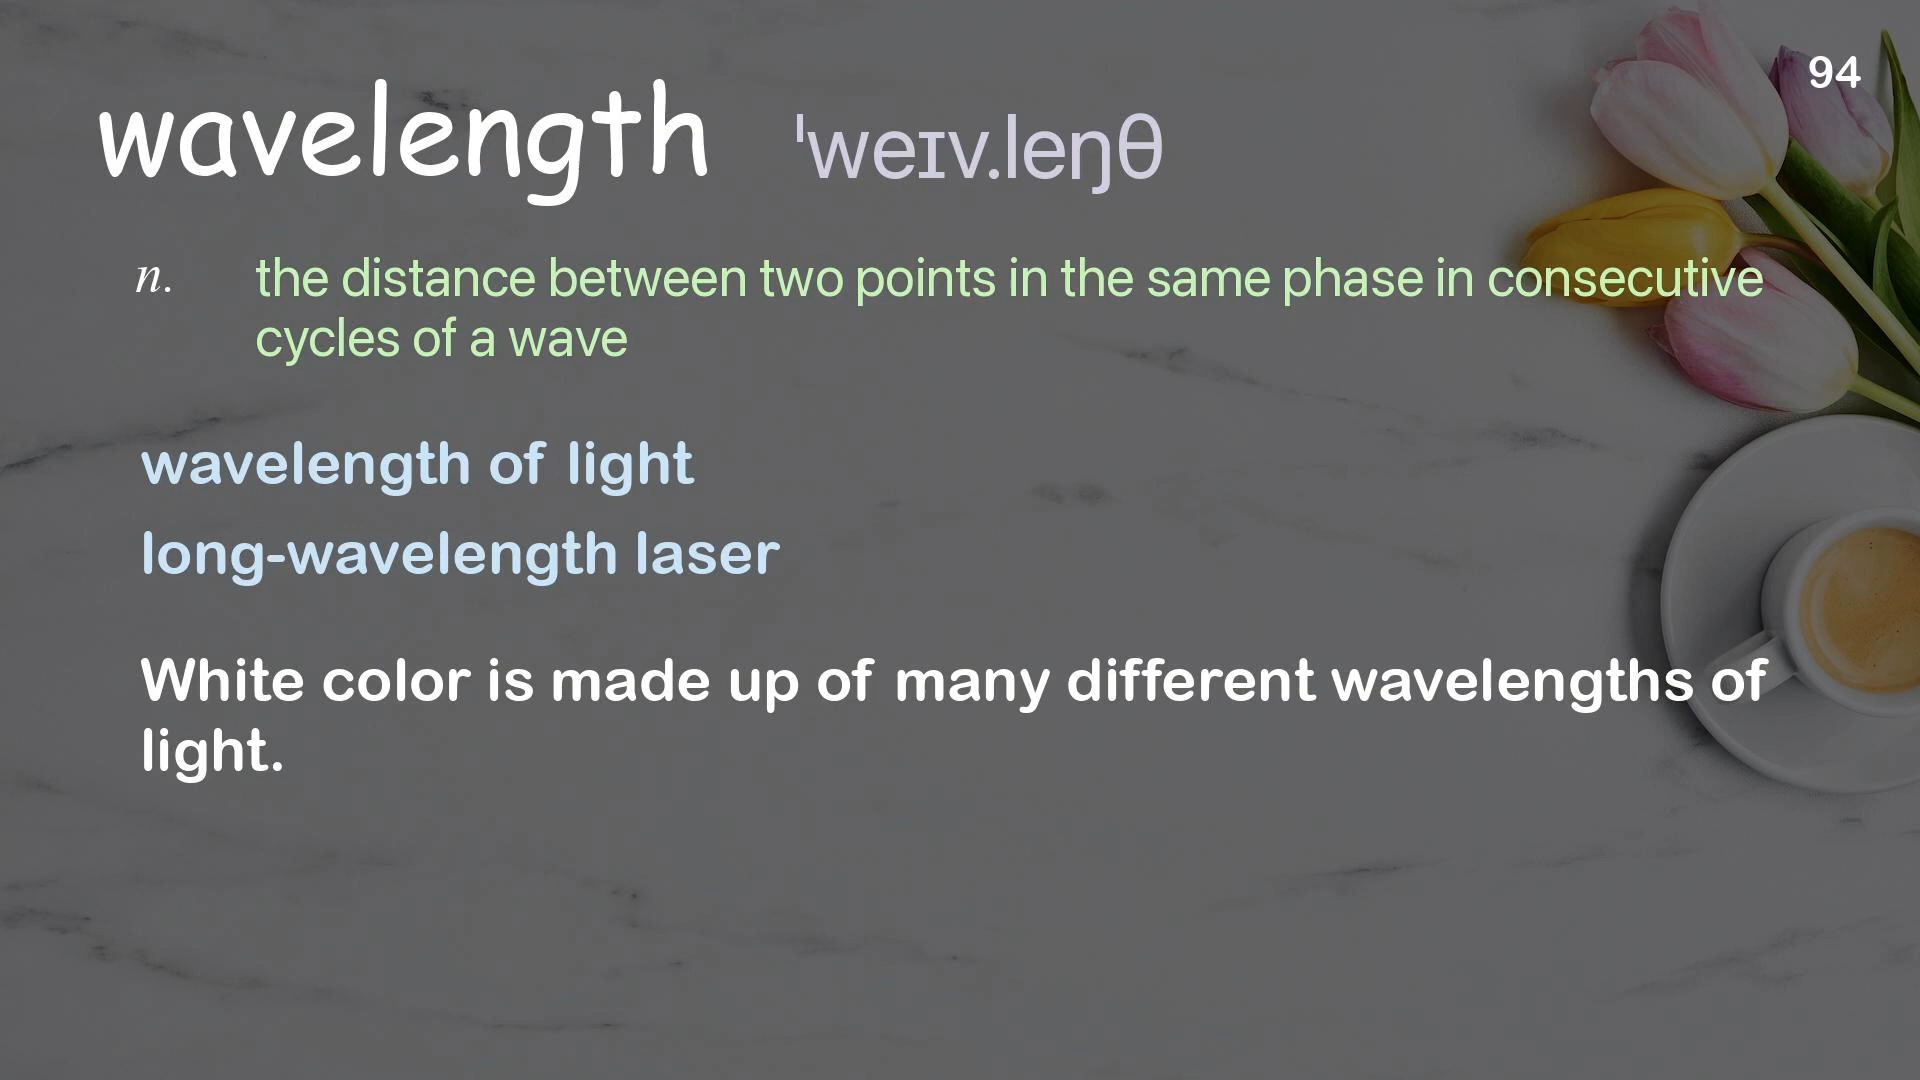 94
wavelength ˈweɪv.leŋθ
n. the distance between two points in the same phase in consecutive
cycles of a wave
wavelength of light
long-wavelength laser
White color is made up of many different wavelengths of
light.